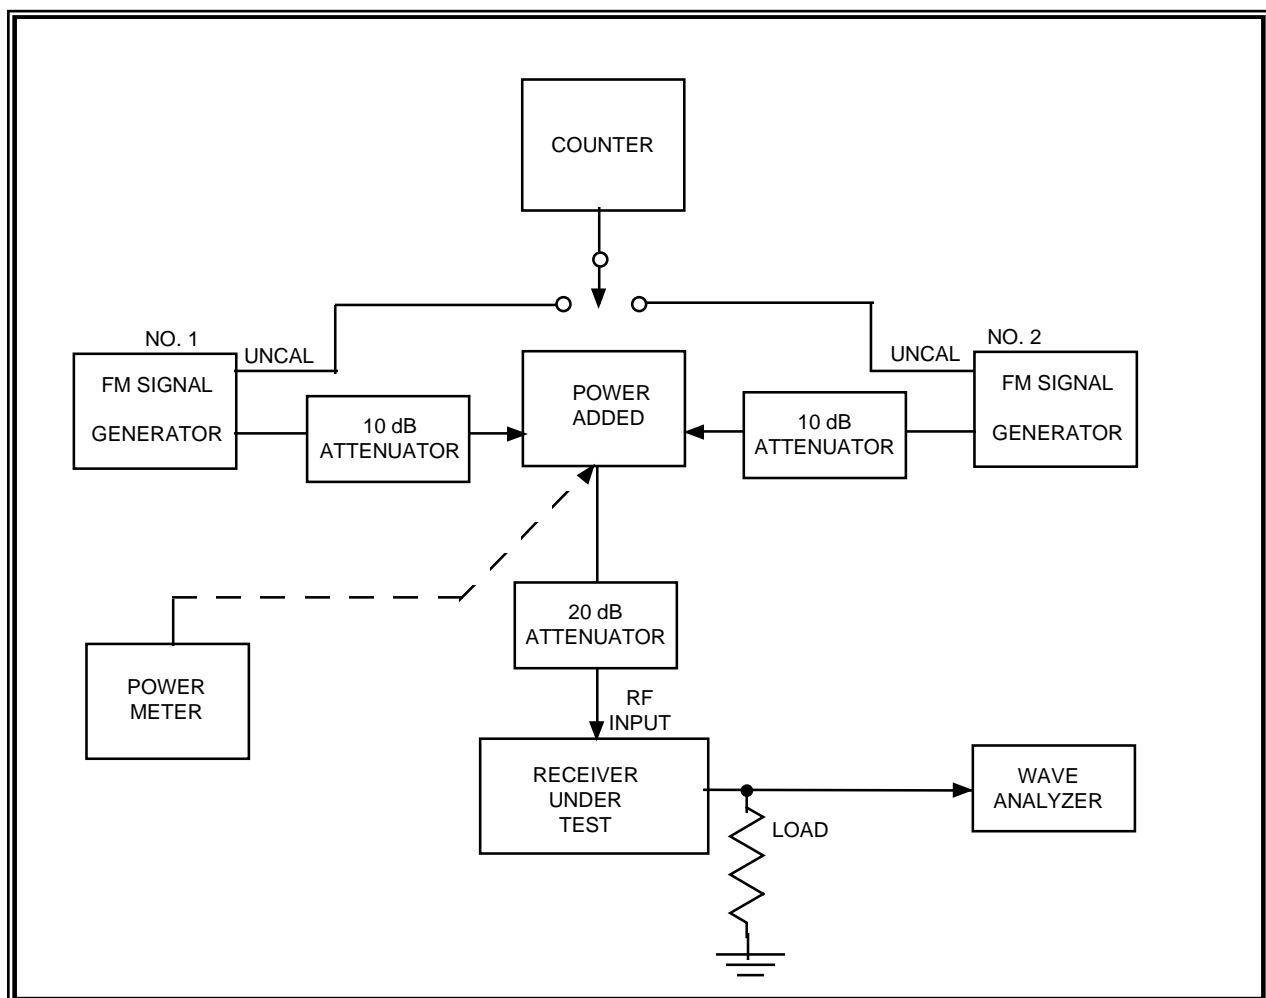 COUNTER
NO. 1
UNCAL
FM SIGNAL
GENERATOR
10 dB
ATTENUATOR
POWER
ADDED
10 dB
ATTENUATOR
UNCAL
NO. 2
FM SIGNAL
GENERATOR
20 dB
ATTENUATOR
POWER
METER
RF
INPUT
RECEIVER
UNDER
TEST
LOAD
WAVE
ANALYZER